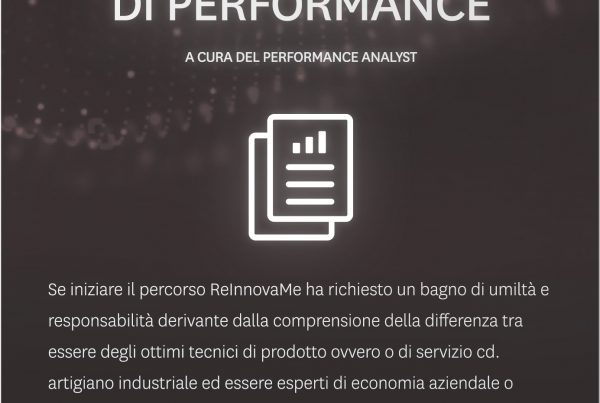 DI PERFORMANCE
A CURA DEL PERFORMANCE ANALYST
Se iniziare il percorso ReInnovaMe ha richiesto un bagno di umiltà e
responsabilità derivante dalla comprensione della differenza tra
essere degli ottimi tecnici di prodotto ovvero o di servizio cd.
artigiano industriale ed essere esperti di economia aziendale o